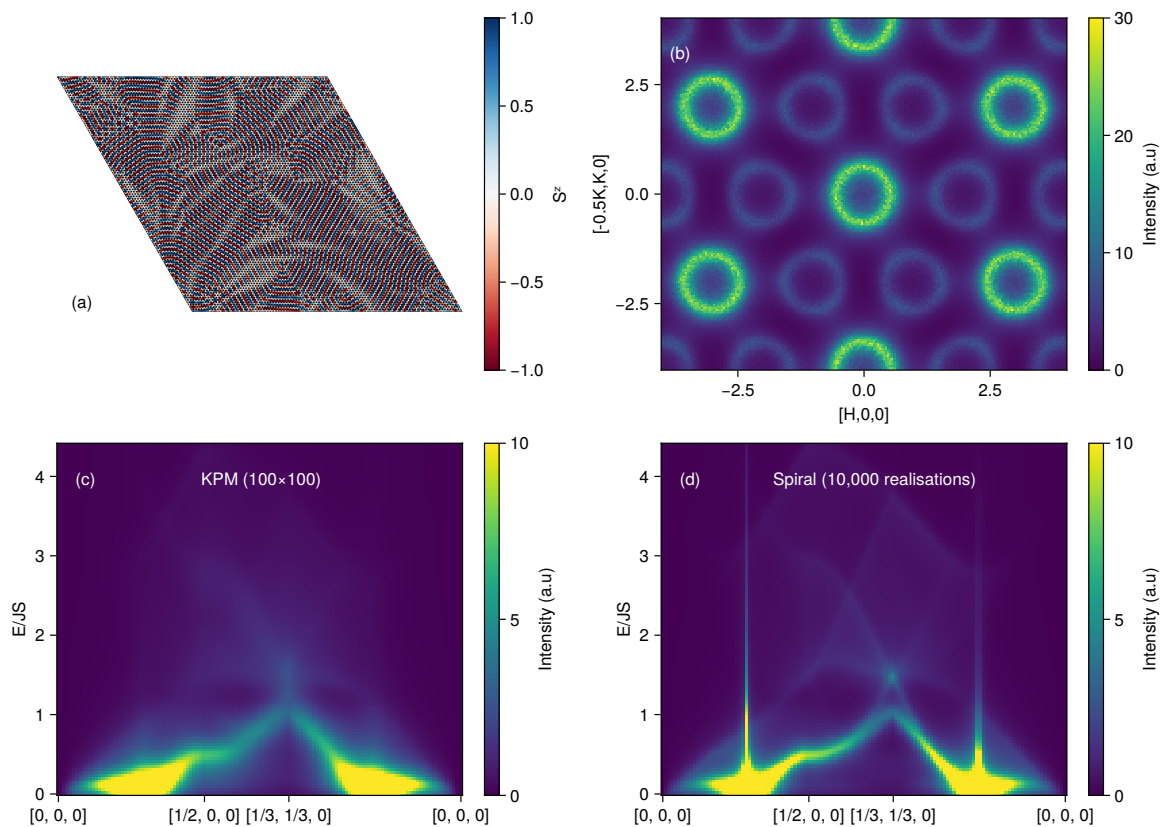 1.0
0.5
0.0
−0.5
−1.0
S^z
(a)
(b)
2.5
0.0
−2.5
[-0.5K,K,0]
−2.5
0.0
2.5
[H,0,0]
30
20
10
0
Intensity (a.u)
(c)
KPM (100×100)
4
3
2
1
0
E/JS
[0, 0, 0]
[1/2, 0, 0]
[1/3, 1/3, 0]
[0, 0, 0]
10
5
0
Intensity (a.u)
(d)
Spiral (10,000 realisations)
4
3
2
1
0
E/JS
[0, 0, 0]
[1/2, 0, 0]
[1/3, 1/3, 0]
[0, 0, 0]
10
5
0
Intensity (a.u)